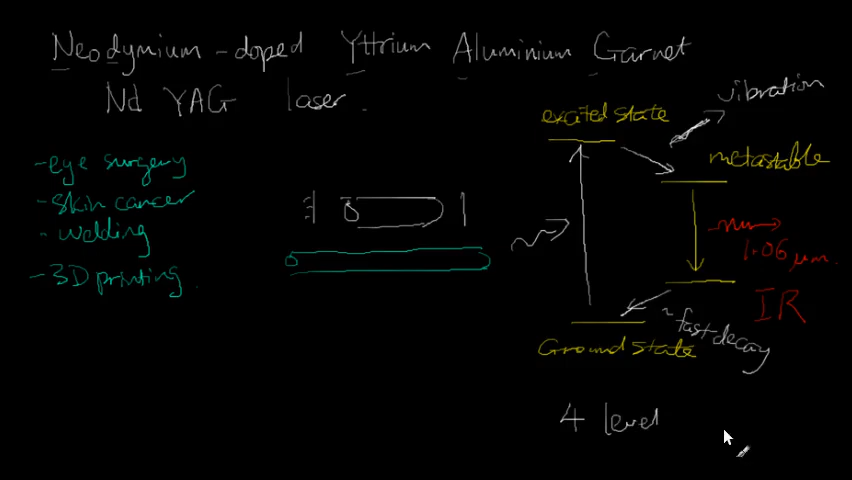 Neodymium-doped Yttrium Aluminium Garnet
Nd YAG laser.
-eye surgery
-skin cancer
-welding
-3D printing.
vibration
excited state
metastable
1.06 μm.
IR
~fast decay
Ground state
4 level